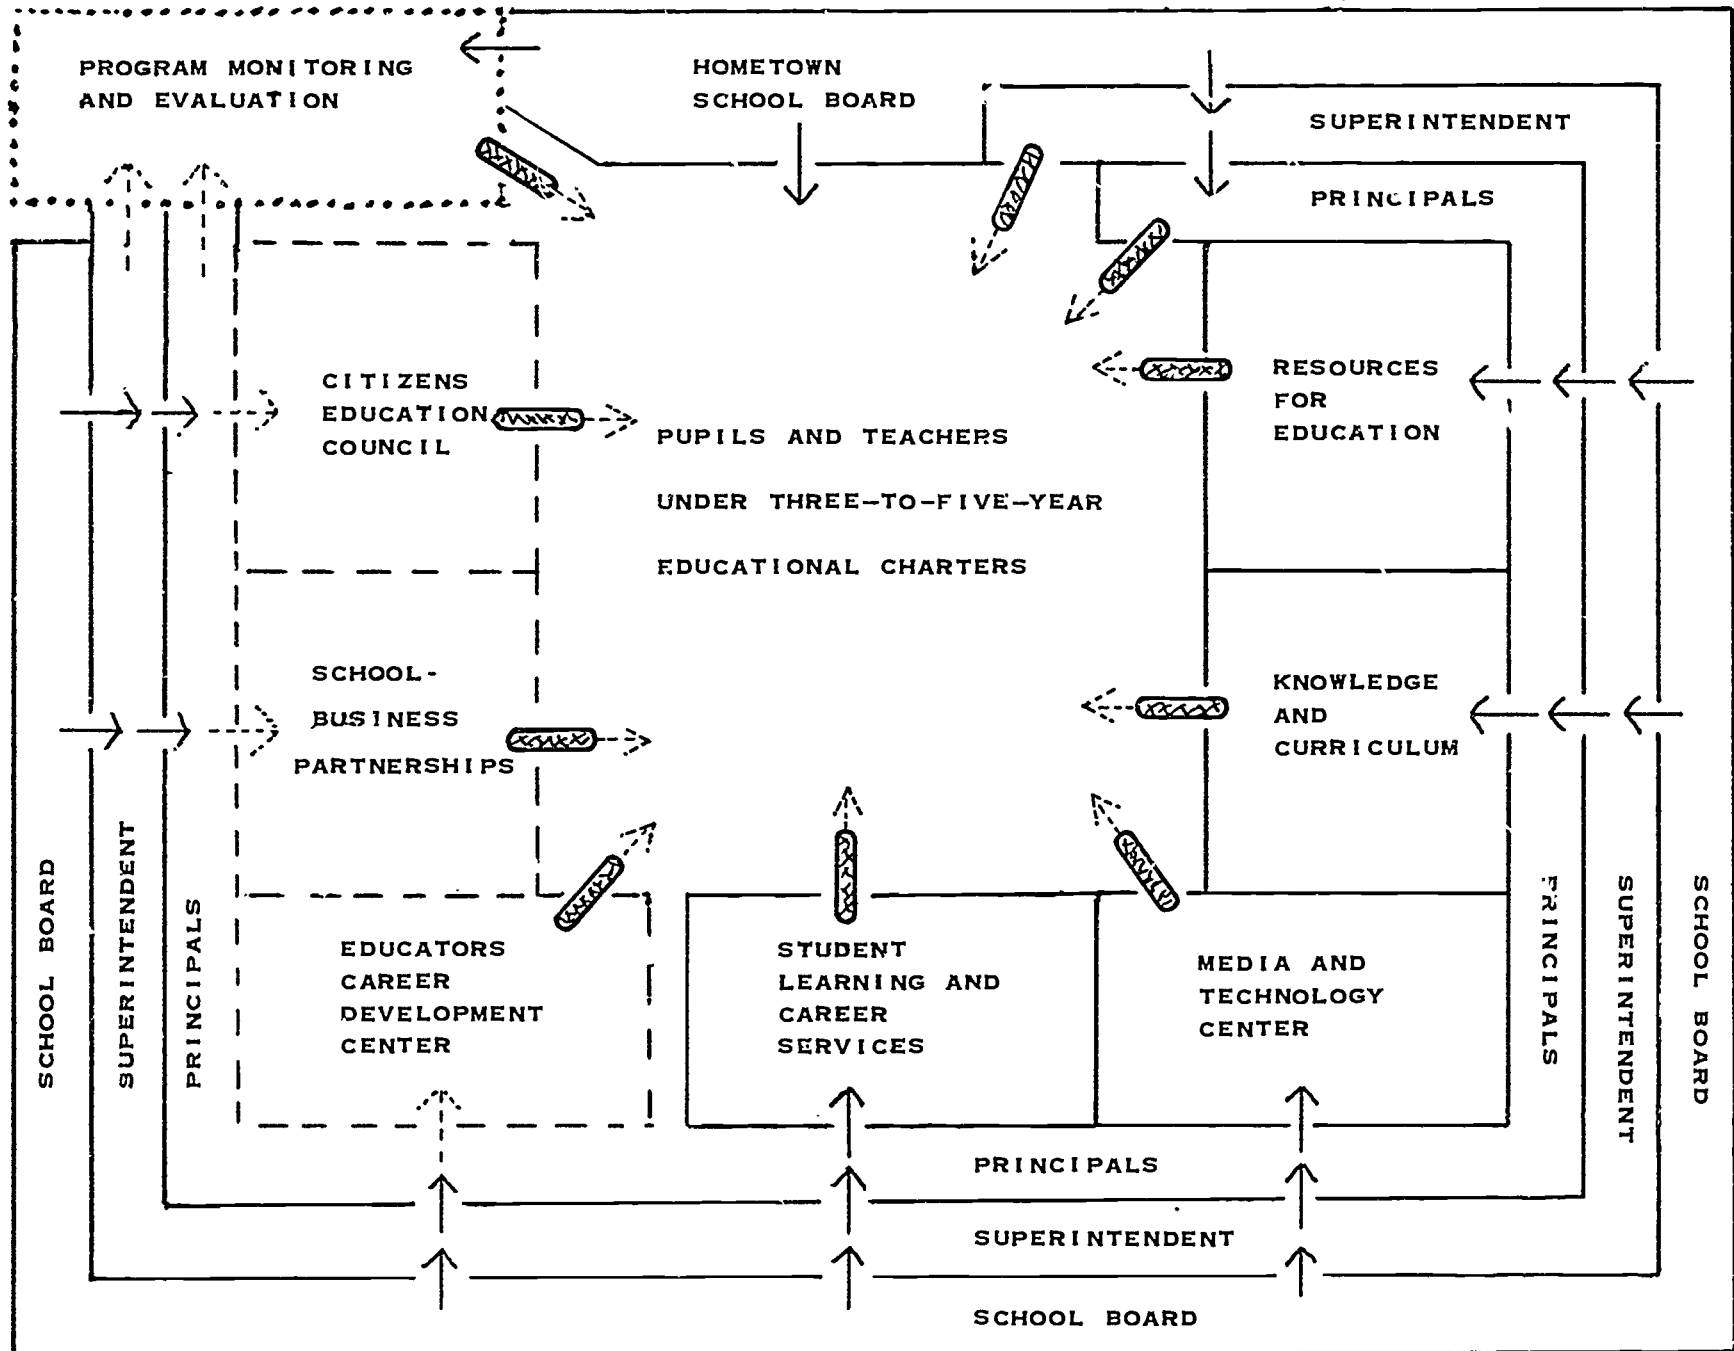 PROGRAM MONITORING
AND EVALUATION
HOMETOWN
SCHOOL BOARD
SUPERINTENDENT
PRINCIPALS
CITIZENS
EDUCATION
COUNCIL
PUPILS AND TEACHERS
UNDER THREE-TO-FIVE-YEAR
EDUCATIONAL CHARTERS
RESOURCES
FOR
EDUCATION
SCHOOL-
BUSINESS
PARTNERSHIPS
KNOWLEDGE
AND
CURRICULUM
SCHOOL BOARD
SUPERINTENDENT
PRINCIPALS
EDUCATORS
CAREER
DEVELOPMENT
CENTER
STUDENT
LEARNING AND
CAREER
SERVICES
MEDIA AND
TECHNOLOGY
CENTER
PRINCIPALS
SUPERINTENDENT
SCHOOL BOARD
PRINCIPALS
SUPERINTENDENT
SCHOOL BOARD